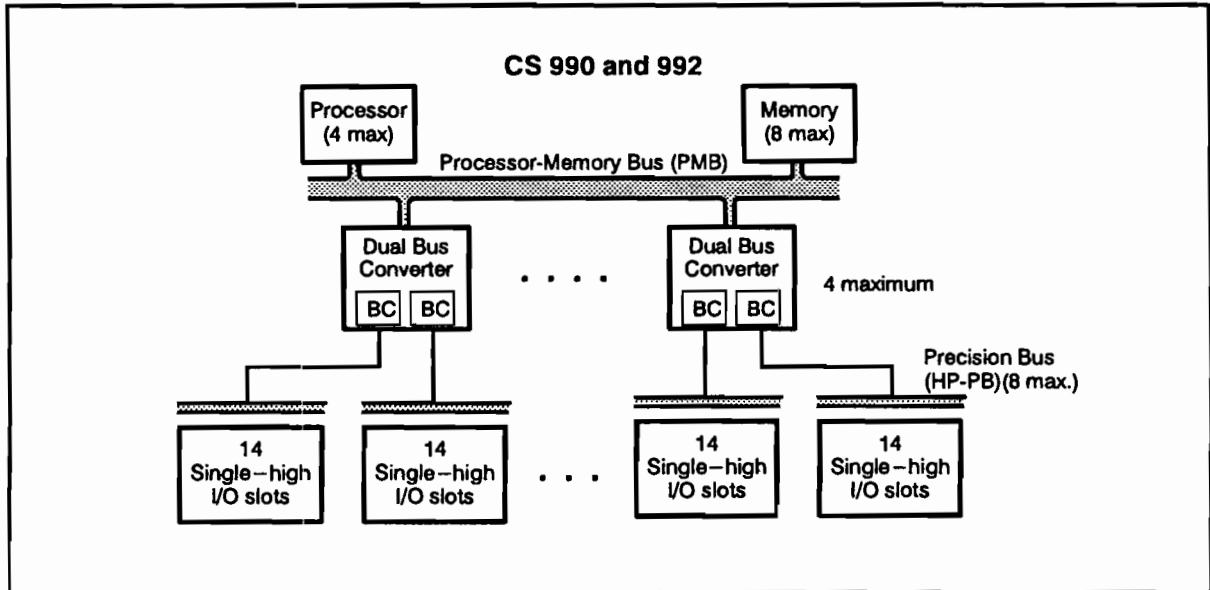 CS 990 and 992
Processor
(4 max)
Memory
(8 max)
Processor-Memory Bus (PMB)
Dual Bus
Converter
BC BC
. . . .
Dual Bus
Converter
BC BC
4 maximum
Precision Bus
(HP-PB)(8 max.)
14
Single-high
I/O slots
14
Single-high
I/O slots
. . .
14
Single-high
I/O slots
14
Single-high
I/O slots